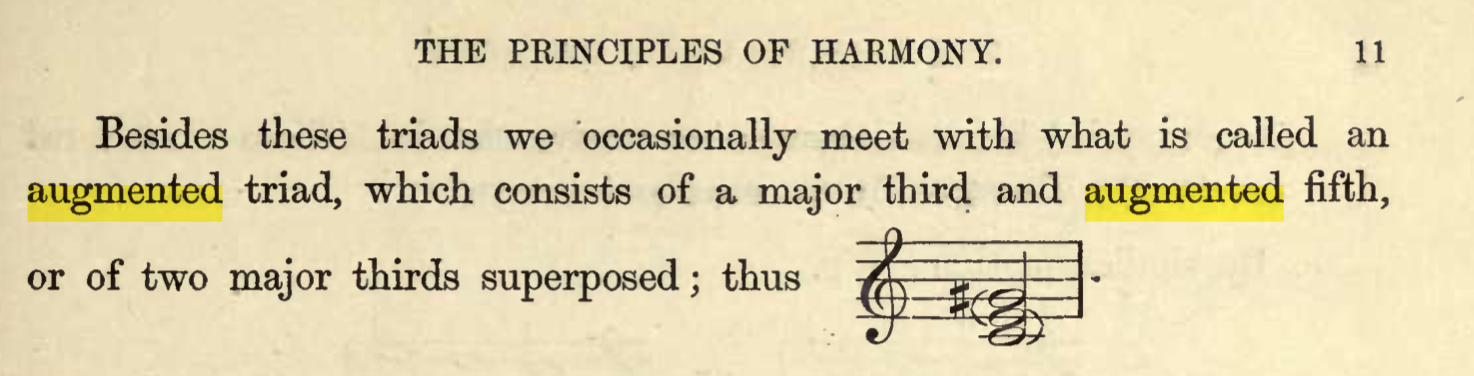 THE PRINCIPLES OF HARMONY. 11
Besides these triads we occasionally meet with what is called an
augmented triad, which consists of a major third and augmented fifth,
or of two major thirds superposed ; thus .